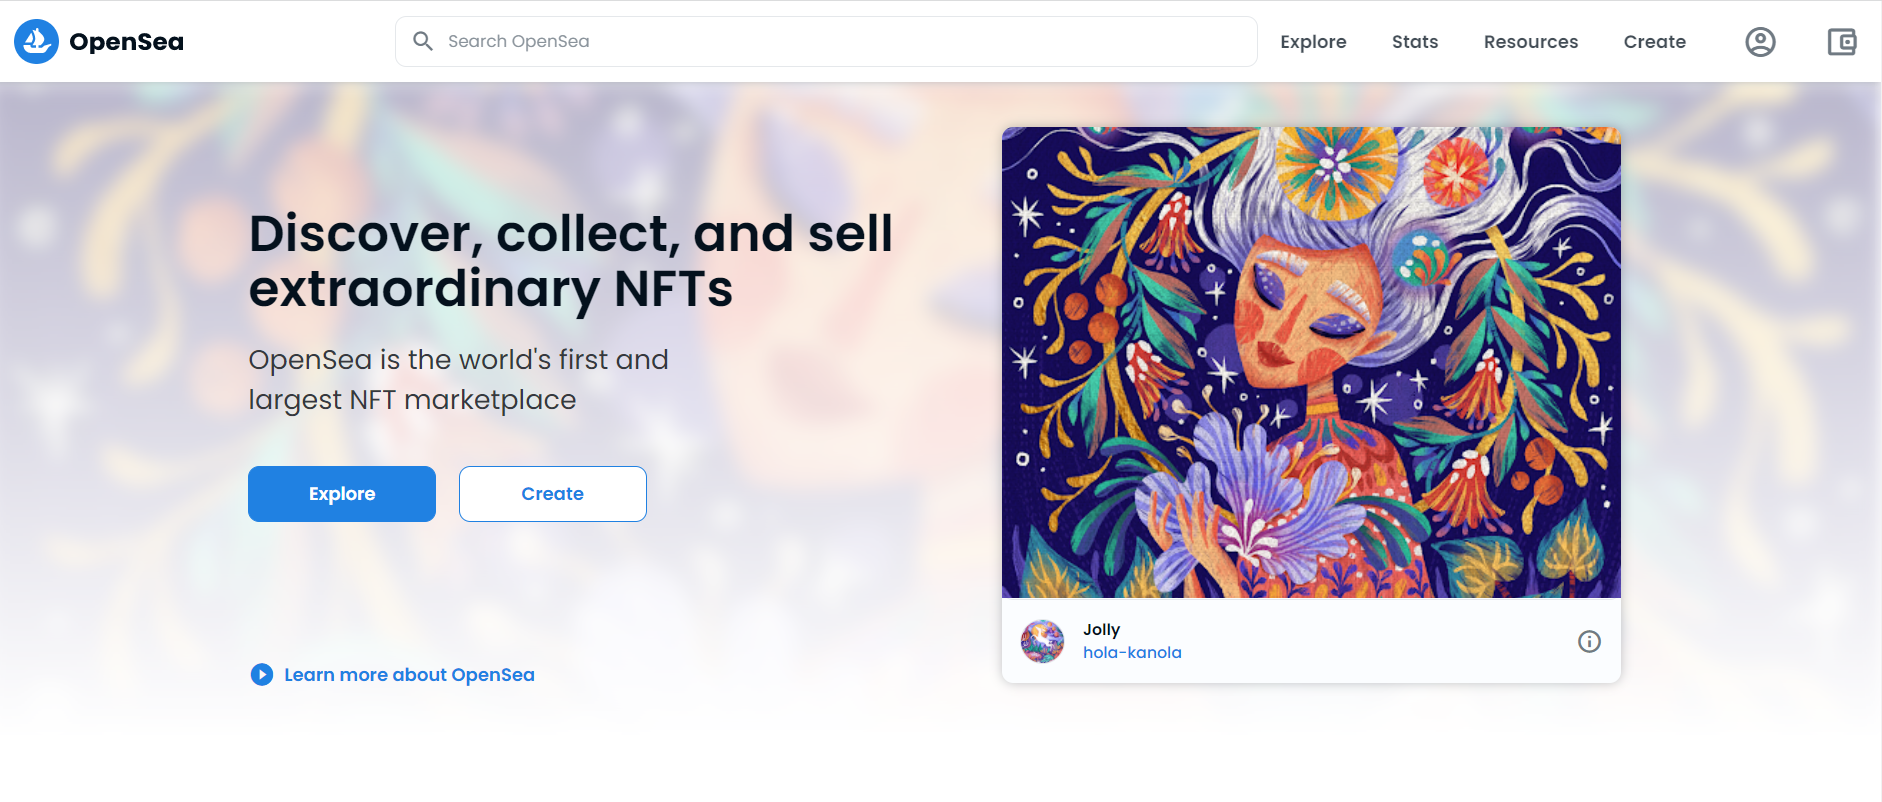 OpenSea
Search OpenSea
Explore
Stats
Resources
Create
Discover, collect, and sell
extraordinary NFTs
OpenSea is the world's first and
largest NFT marketplace
Explore
Create
Learn more about OpenSea
Jolly
hola-kanola